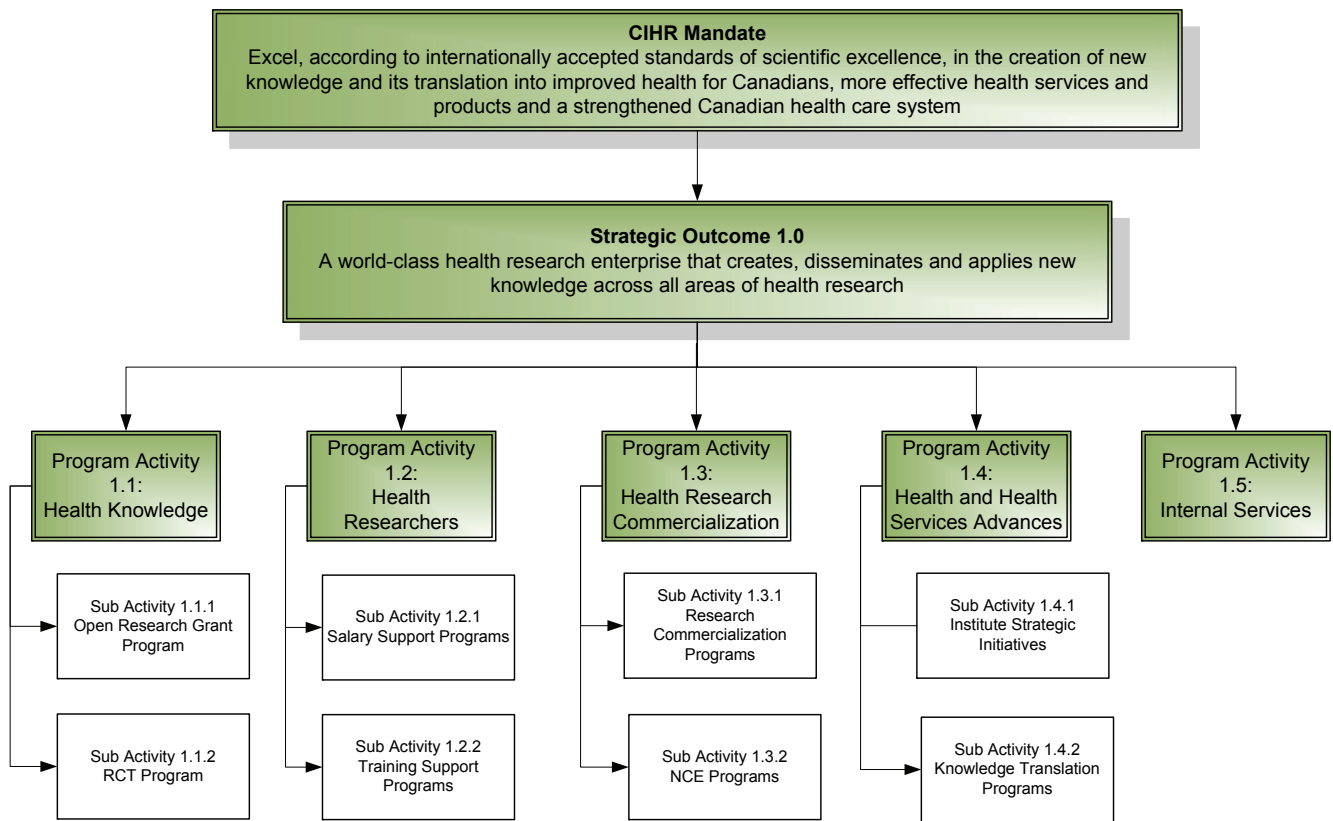 CIHR Mandate
Excel, according to internationally accepted standards of scientific excellence, in the creation of new
knowledge and its translation into improved health for Canadians, more effective health services and
products and a strengthened Canadian health care system
Strategic Outcome 1.0
A world-class health research enterprise that creates, disseminates and applies new
knowledge across all areas of health research
Program Activity
1.1:
Health Knowledge
Program Activity
1.2:
Health
Researchers
Program Activity
1.3:
Health Research
Commercialization
Program Activity
1.4:
Health and Health
Services Advances
Program Activity
1.5:
Internal Services
Sub Activity 1.1.1
Open Research Grant
Program
Sub Activity 1.2.1
Salary Support Programs
Sub Activity 1.3.1
Research
Commercialization
Programs
Sub Activity 1.4.1
Institute Strategic
Initiatives
Sub Activity 1.1.2
RCT Program
Sub Activity 1.2.2
Training Support
Programs
Sub Activity 1.3.2
NCE Programs
Sub Activity 1.4.2
Knowledge Translation
Programs